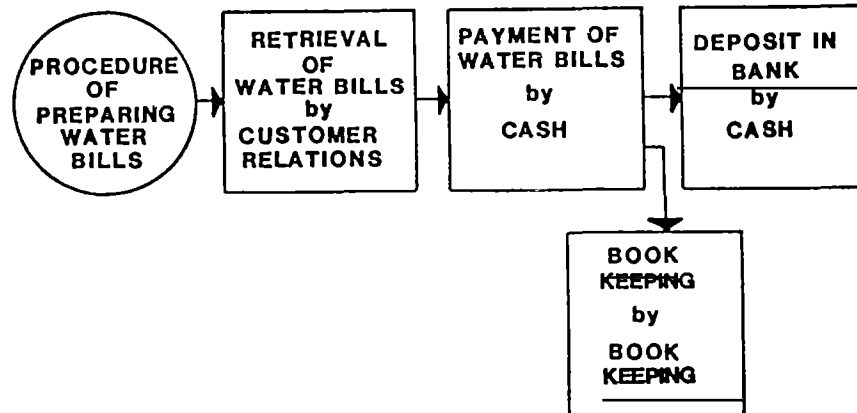 PROCEDURE
OF
PREPARING
WATER
BILLS
RETRIEVAL
OF
WATER BILLS
by
CUSTOMER
RELATIONS
PAYMENT OF
WATER BILLS
by
CASH
DEPOSIT IN
BANK
by
CASH
BOOK
KEEPING
by
BOOK
KEEPING